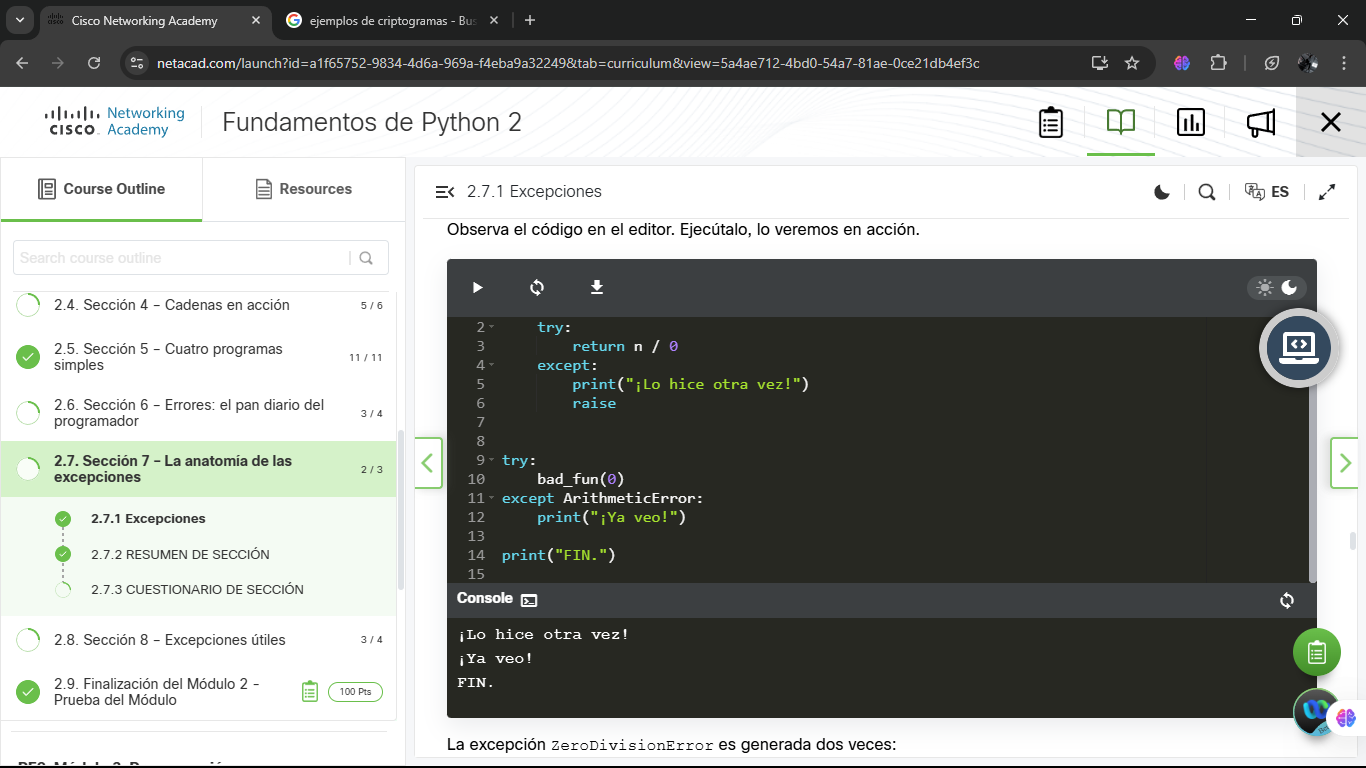 Cisco Networking Academy
ejemplos de criptogramas - Bus
netacad.com/launch?id=a1f65752-9834-4d6a-969a-f4eba9a32249&tab=curriculum&view=5a4ae712-4bd0-54a7-81ae-0ce21db4ef3c
CISCO Networking Academy
Fundamentos de Python 2
Course Outline
Resources
Search course outline
2.4. Sección 4 – Cadenas en acción 5 / 6
2.5. Sección 5 – Cuatro programas
simples
11 / 11
2.6. Sección 6 – Errores: el pan diario del
programador
3 / 4
2.7. Sección 7 – La anatomía de las
excepciones
2 / 3
2.7.1 Excepciones
2.7.2 RESUMEN DE SECCIÓN
2.7.3 CUESTIONARIO DE SECCIÓN
2.8. Sección 8 – Excepciones útiles 3 / 4
2.9. Finalización del Módulo 2 –
Prueba del Módulo
100 Pts
2.7.1 Excepciones
ES
Observa el código en el editor. Ejecútalo, lo veremos en acción.
2 try:
3 return n / 0
4 except:
5 print("¡Lo hice otra vez!")
6 raise
7
8
9 try:
10 bad_fun(0)
11 except ArithmeticError:
12 print("¡Ya veo!")
13
14 print("FIN.")
15
Console
¡Lo hice otra vez!
¡Ya veo!
FIN.
La excepción ZeroDivisionError es generada dos veces: